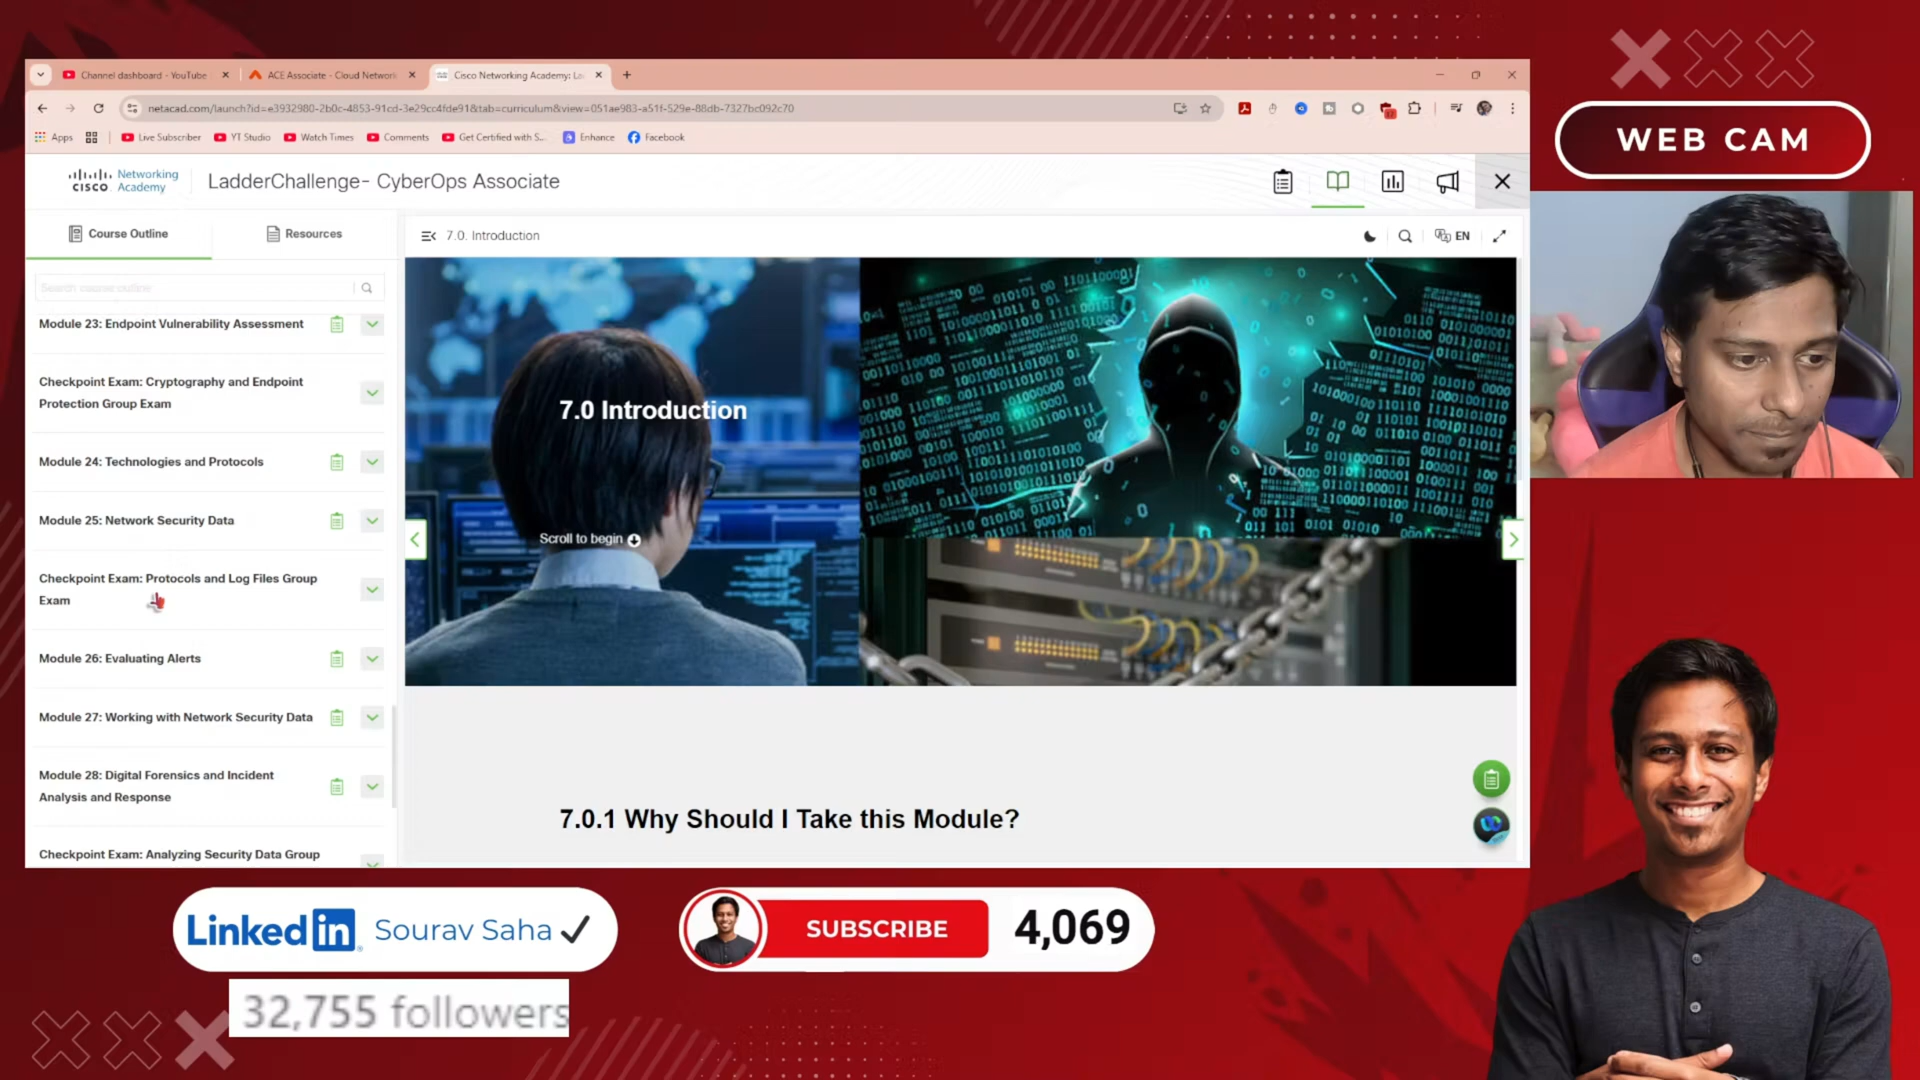 Channel dashboard - YouTube
ACE Associate - Cloud Network
Cisco Networking Academy: La
netacad.com/launch?id=e3932980-2b0c-4853-91cd-3e29cc4fde91&tab=curriculum&view=051ae983-a51f-529e-88db-7327bc092c70
Apps
Live Subscriber
YT Studio
Watch Times
Comments
Get Certified with S...
Enhance
Facebook
CISCO Networking Academy
LadderChallenge- CyberOps Associate
Course Outline
Resources
7.0. Introduction
EN
Search course outline
Module 23: Endpoint Vulnerability Assessment
Checkpoint Exam: Cryptography and Endpoint
Protection Group Exam
Module 24: Technologies and Protocols
Module 25: Network Security Data
Checkpoint Exam: Protocols and Log Files Group
Exam
Module 26: Evaluating Alerts
Module 27: Working with Network Security Data
Module 28: Digital Forensics and Incident
Analysis and Response
Checkpoint Exam: Analyzing Security Data Group
7.0 Introduction
Scroll to begin
7.0.1 Why Should I Take this Module?
WEB CAM
Linkedin Sourav Saha
SUBSCRIBE
4,069
32,755 followers